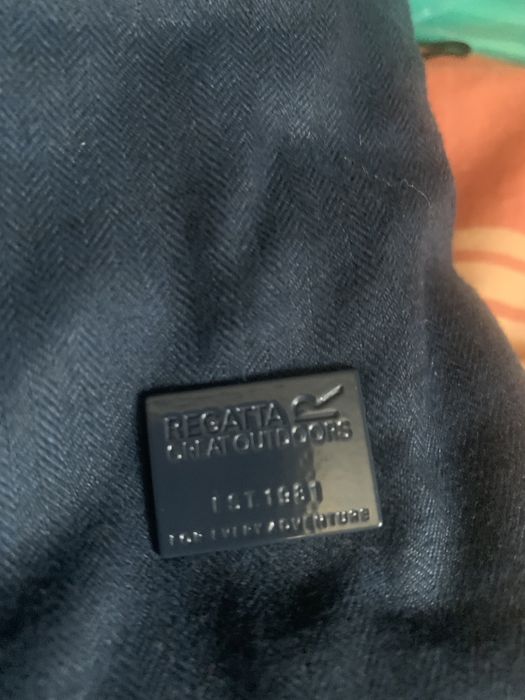 REGATTA
GREAT OUTDOORS
EST. 1981
FOR EVERY ADVENTURE